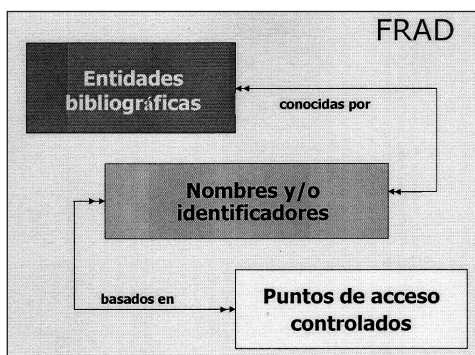 FRAD
Entidades
bibliográficas
conocidas por
Nombres y/o
identificadores
basados en
Puntos de acceso
controlados